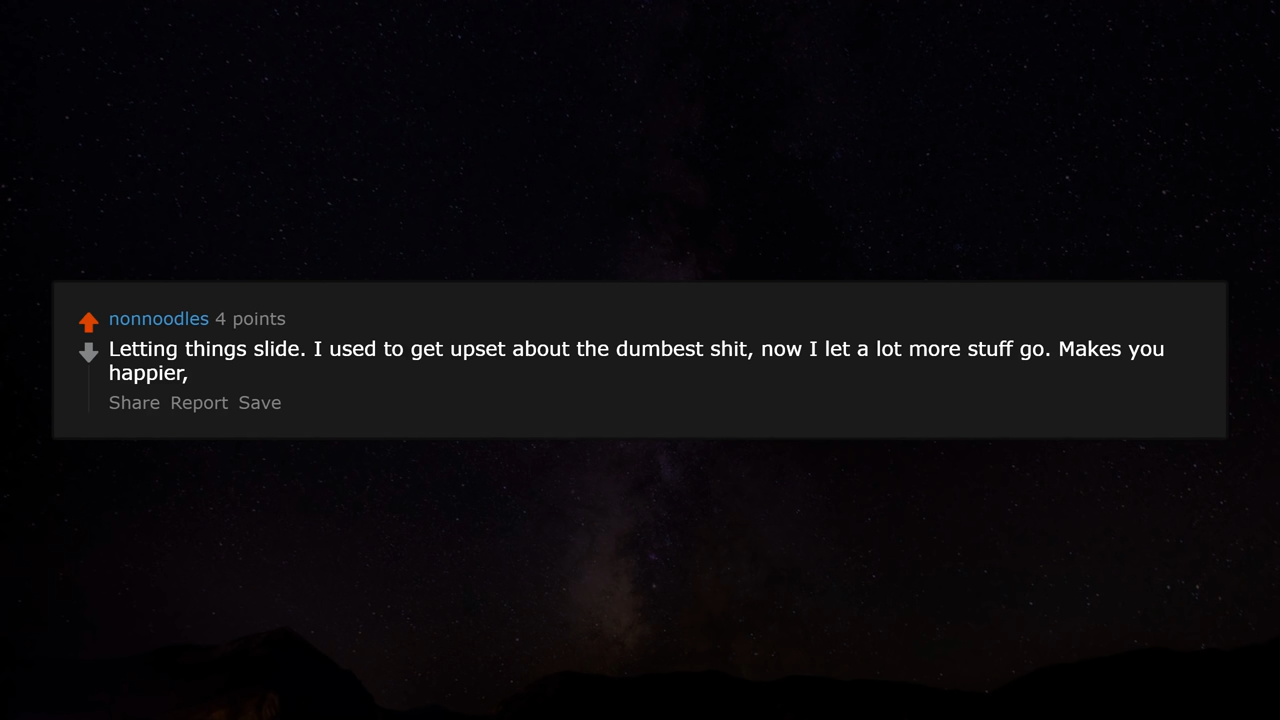 nonnoodles 4 points
Letting things slide. I used to get upset about the dumbest shit, now I let a lot more stuff go. Makes you
happier,
Share Report Save